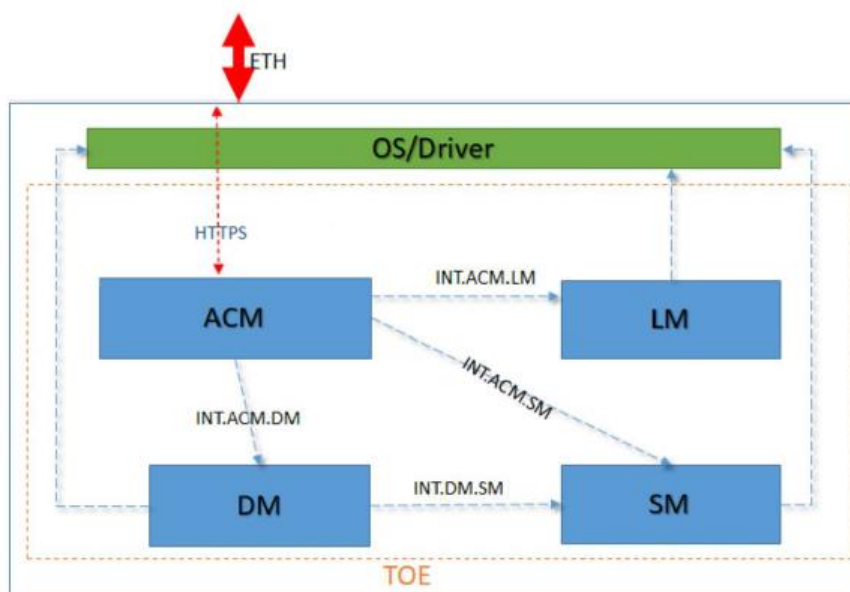 ETH
OS/Driver
HTTPS
INT.ACM.LM
ACM
LM
INT.ACM.SM
INT.ACM.DM
INT.DM.SM
DM
SM
TOE